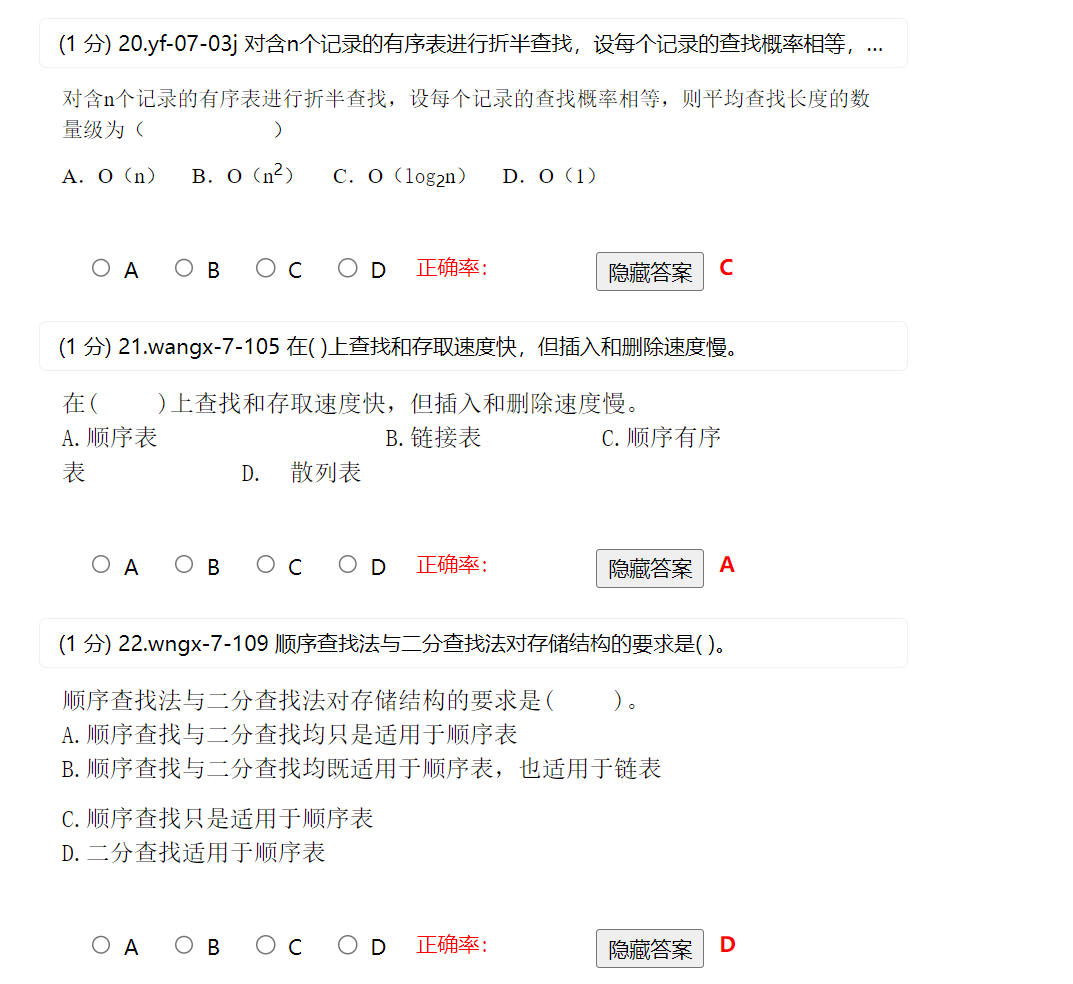 (1 分) 20.yf-07-03j 对含n个记录的有序表进行折半查找，设每个记录的查找概率相等，...
对含n个记录的有序表进行折半查找，设每个记录的查找概率相等，则平均查找长度的数
量级为（ ）
A．O（n） B．O（n²） C．O（log₂n） D．O（1）
A B C D 正确率: 隐藏答案 C
(1 分) 21.wangx-7-105 在( )上查找和存取速度快，但插入和删除速度慢。
在( )上查找和存取速度快，但插入和删除速度慢。
A.顺序表 B.链接表 C.顺序有序
表 D. 散列表
A B C D 正确率: 隐藏答案 A
(1 分) 22.wngx-7-109 顺序查找法与二分查找法对存储结构的要求是( )。
顺序查找法与二分查找法对存储结构的要求是( )。
A.顺序查找与二分查找均只是适用于顺序表
B.顺序查找与二分查找均既适用于顺序表，也适用于链表
C.顺序查找只是适用于顺序表
D.二分查找适用于顺序表
A B C D 正确率: 隐藏答案 D